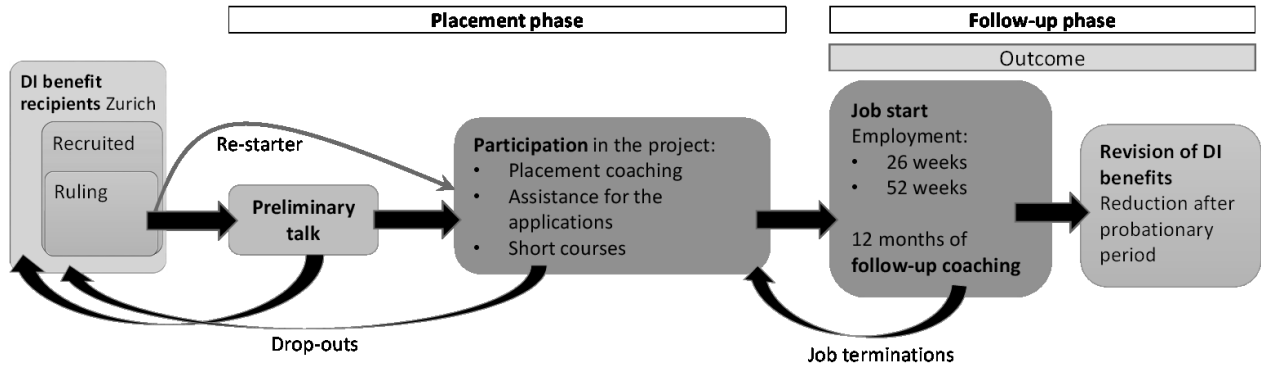 Placement phase
Follow-up phase
Outcome
DI benefit
recipients Zurich
Recruited
Ruling
Re-starter
Preliminary
talk
Participation in the project:
• Placement coaching
• Assistance for the
applications
• Short courses
Job start
Employment:
• 26 weeks
• 52 weeks
12 months of
follow-up coaching
Revision of DI
benefits
Reduction after
probationary
period
Drop-outs
Job terminations